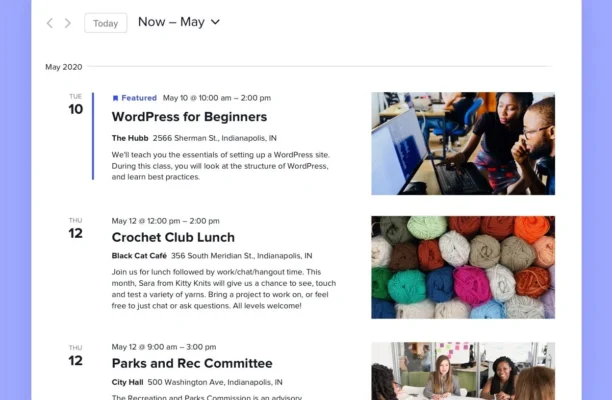 Today
Now – May
May 2020
TUE
10
Featured May 10 @ 10:00 am – 2:00 pm
WordPress for Beginners
The Hubb 2566 Sherman St., Indianapolis, IN
We'll teach you the essentials of setting up a WordPress site.
During this class, you will look at the structure of WordPress,
and learn best practices.
THU
12
May 12 @ 12:00 pm – 2:00 pm
Crochet Club Lunch
Black Cat Café 356 South Meridian St., Indianapolis, IN
Join us for lunch followed by work/chat/hangout time. This
month, Sara from Kitty Knits will give us a chance to see, touch
and test a variety of yarns. Bring a project to work on, or feel
free to just chat or ask questions. All levels welcome!
THU
12
May 12 @ 9:00 am – 3:00 pm
Parks and Rec Committee
City Hall 500 Washington Ave, Indianapolis, IN
The Recreation and Parks Commission is an advisory